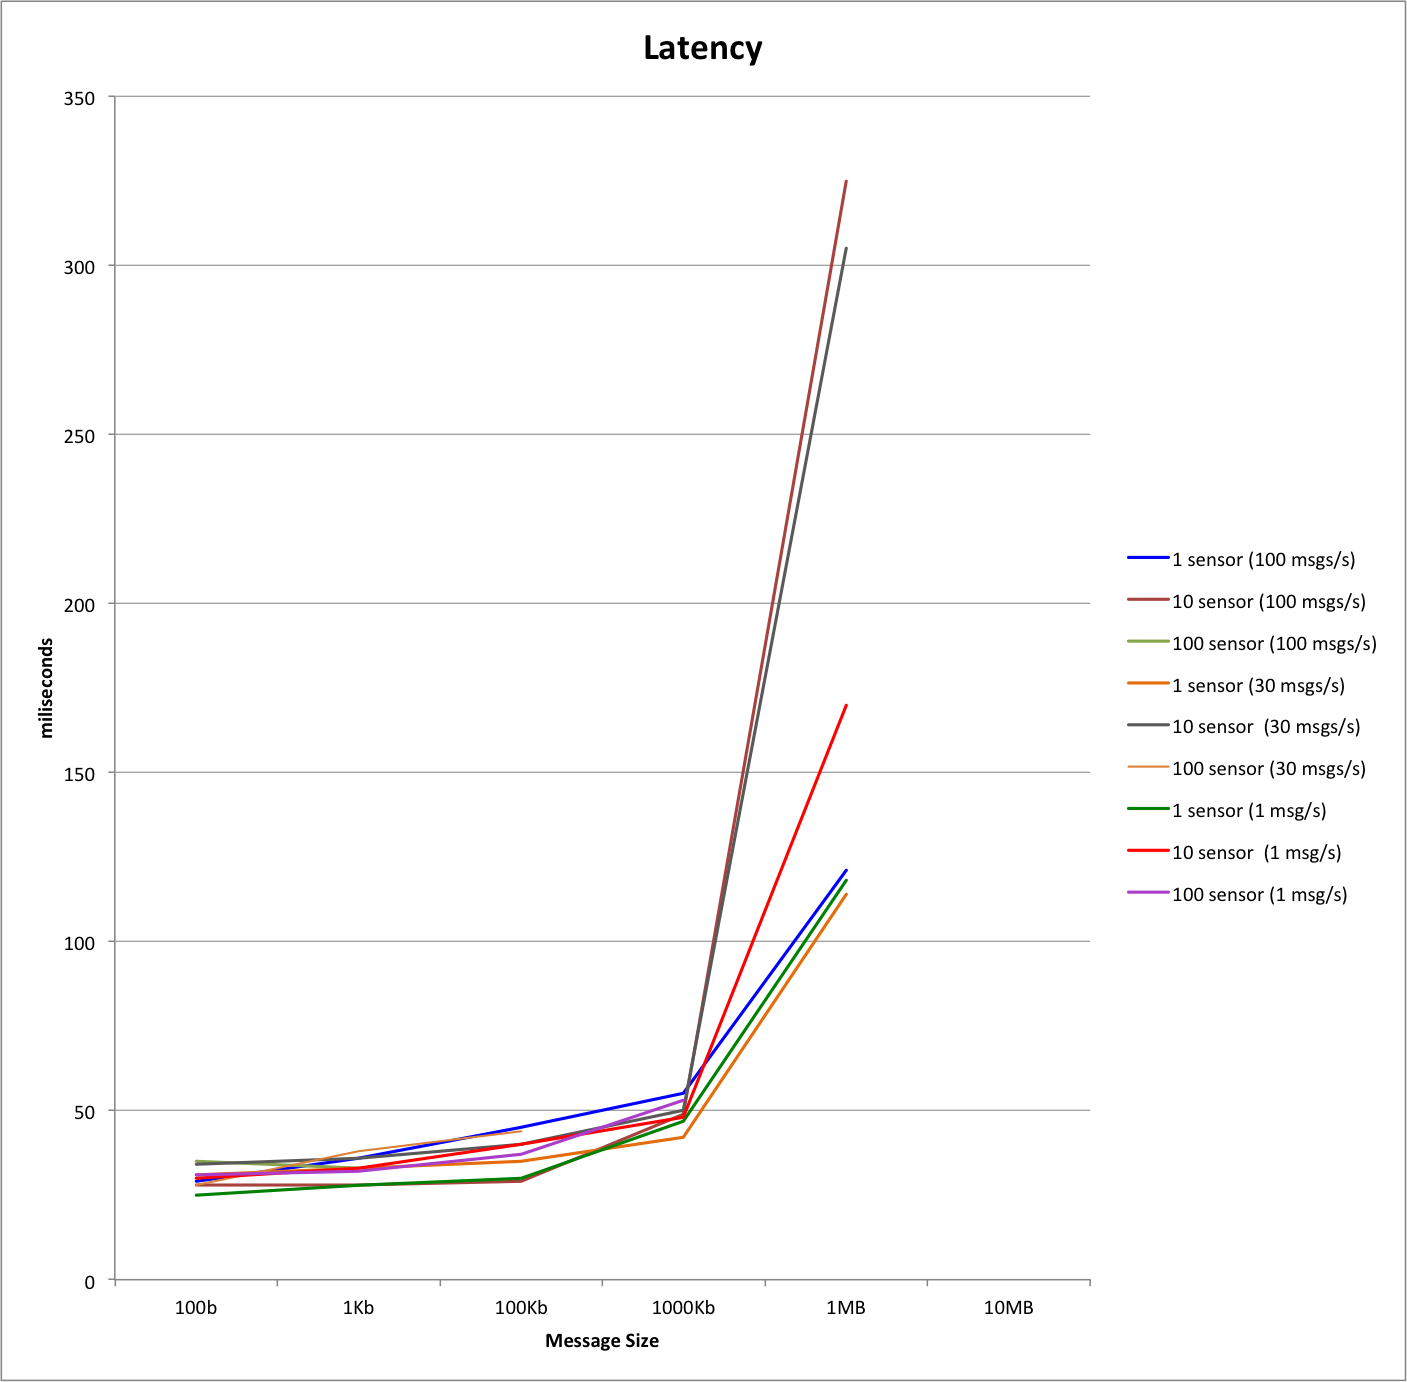 Latency
350
300
250
200
150
100
50
0
miliseconds
100b 1Kb 100Kb 1000Kb 1MB 10MB
Message Size
1 sensor (100 msgs/s)
10 sensor (100 msgs/s)
100 sensor (100 msgs/s)
1 sensor (30 msgs/s)
10 sensor  (30 msgs/s)
100 sensor (30 msgs/s)
1 sensor (1 msg/s)
10 sensor  (1 msg/s)
100 sensor (1 msg/s)